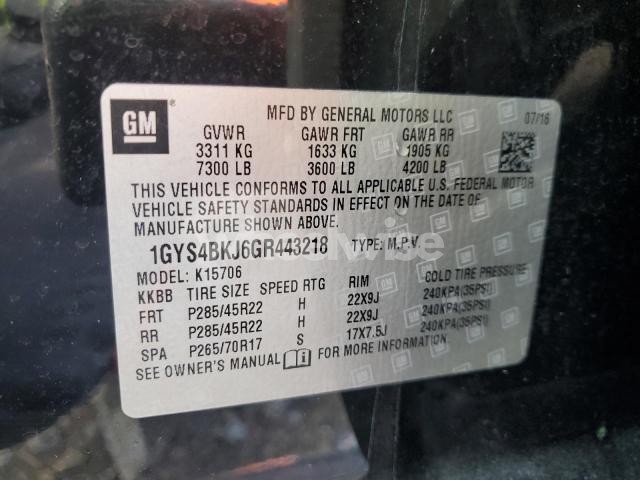 GM
MFD BY GENERAL MOTORS LLC 07/16
GVWR GAWR FRT GAWR RR
3311 KG 1633 KG 1905 KG
7300 LB 3600 LB 4200 LB
THIS VEHICLE CONFORMS TO ALL APPLICABLE U.S. FEDERAL MOTOR
VEHICLE SAFETY STANDARDS IN EFFECT ON THE DATE OF
MANUFACTURE SHOWN ABOVE.
1GYS4BKJ6GR443218 TYPE: M.P.V.
MODEL: K15706
KKBB TIRE SIZE SPEED RTG RIM COLD TIRE PRESSURE
FRT P285/45R22 H 22X9J 240KPA(35PSI)
RR P285/45R22 H 22X9J 240KPA(35PSI)
SPA P265/70R17 S 17X7.5J 240KPA(35PSI)
SEE OWNER'S MANUAL i FOR MORE INFORMATION